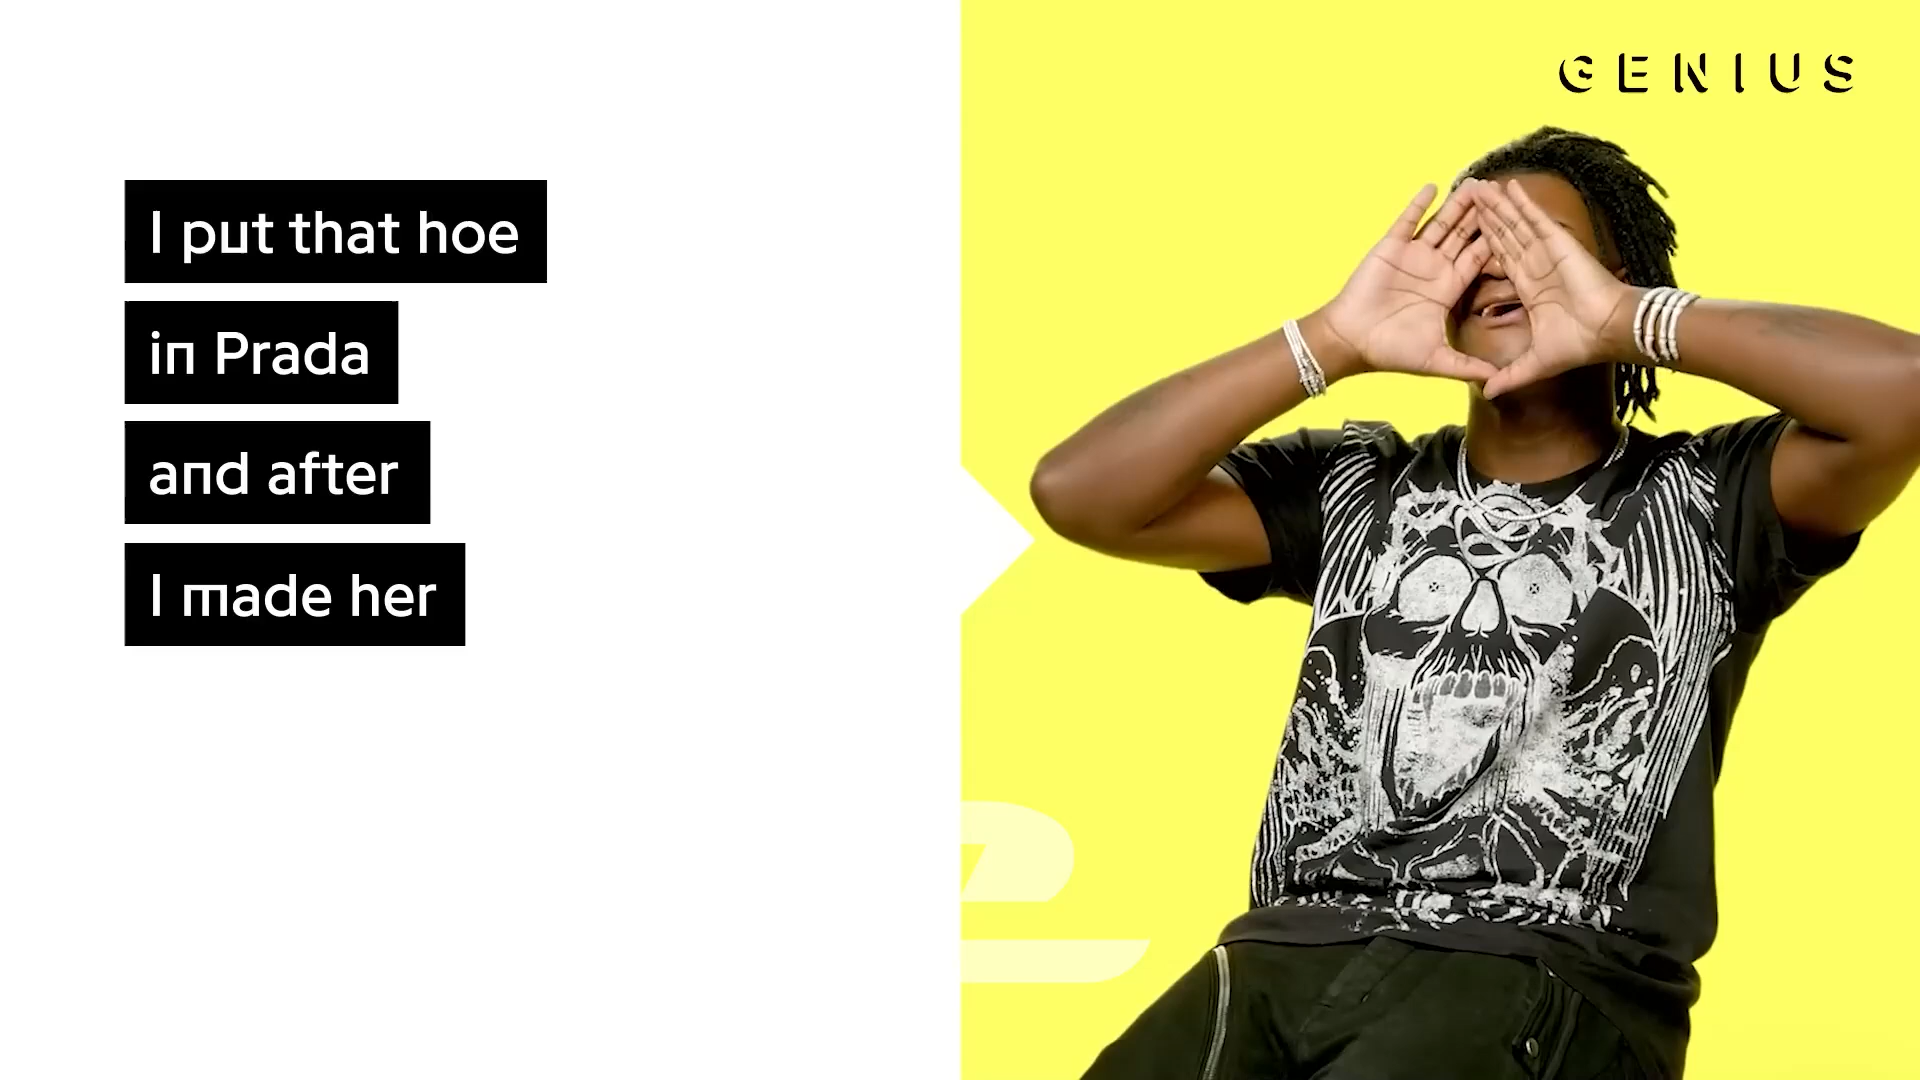 GENIUS
I put that hoe
in Prada
and after
I made her